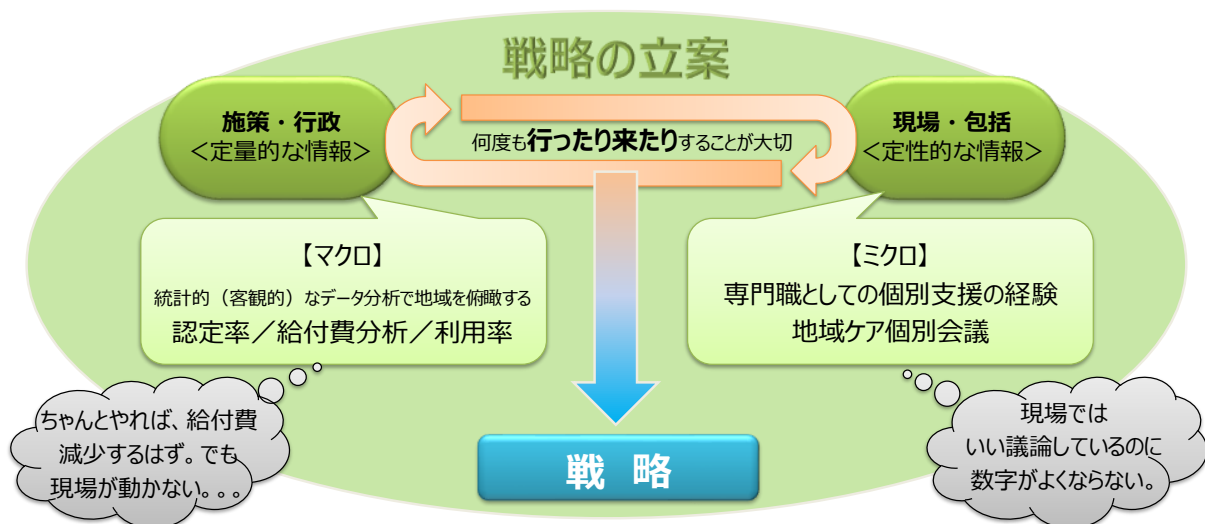 戦略の立案
施策・行政
＜定量的な情報＞
何度も行ったり来たりすることが大切
現場・包括
＜定性的な情報＞
【マクロ】
統計的（客観的）なデータ分析で地域を俯瞰する
認定率／給付費分析／利用率
【ミクロ】
専門職としての個別支援の経験
地域ケア個別会議
ちゃんとやれば、給付費
減少するはず。でも
現場が動かない。。。
戦 略
現場では
いい議論しているのに
数字がよくならない。